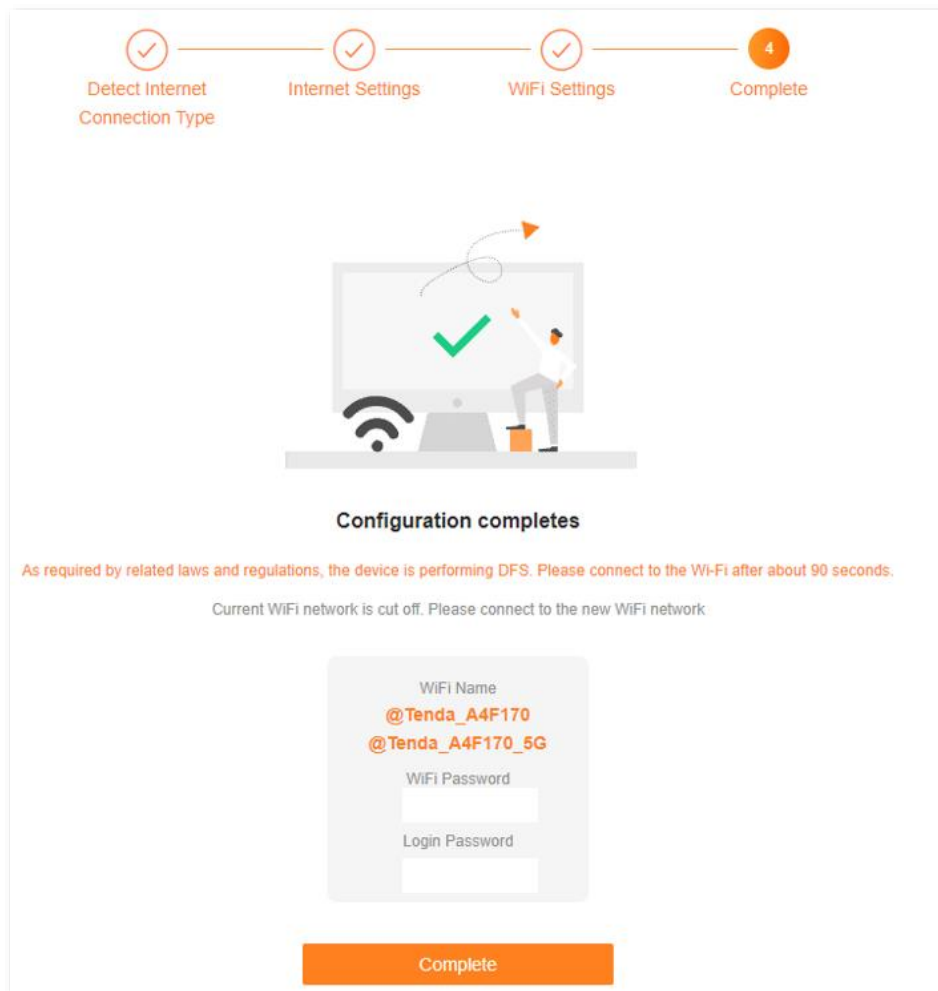 4
Detect Internet
Connection Type
Internet Settings
WiFi Settings
Complete
Configuration completes
As required by related laws and regulations, the device is performing DFS. Please connect to the Wi-Fi after about 90 seconds.
Current WiFi network is cut off. Please connect to the new WiFi network
WiFi Name
@Tenda_A4F170
@Tenda_A4F170_5G
WiFi Password
Login Password
Complete